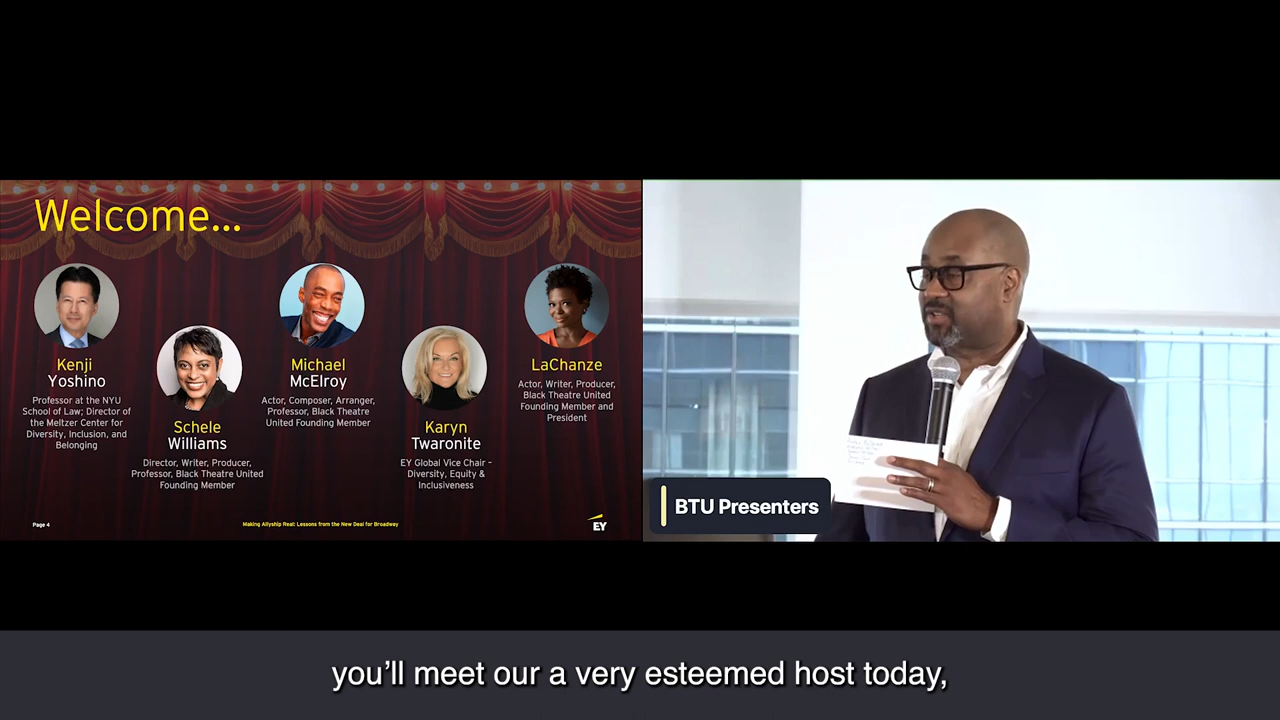 Welcome...
Kenji
Yoshino
Professor at the NYU
School of Law; Director of
the Meltzer Center for
Diversity, Inclusion, and
Belonging
Schele
Williams
Director, Writer, Producer,
Professor, Black Theatre United
Founding Member
Michael
McElroy
Actor, Composer, Arranger,
Professor, Black Theatre
United Founding Member
Karyn
Twaronite
EY Global Vice Chair –
Diversity, Equity &
Inclusiveness
LaChanze
Actor, Writer, Producer,
Black Theatre United
Founding Member and
President
Page 4
Making Allyship Real: Lessons from the New Deal for Broadway
EY
BTU Presenters
you’ll meet our a very esteemed host today,